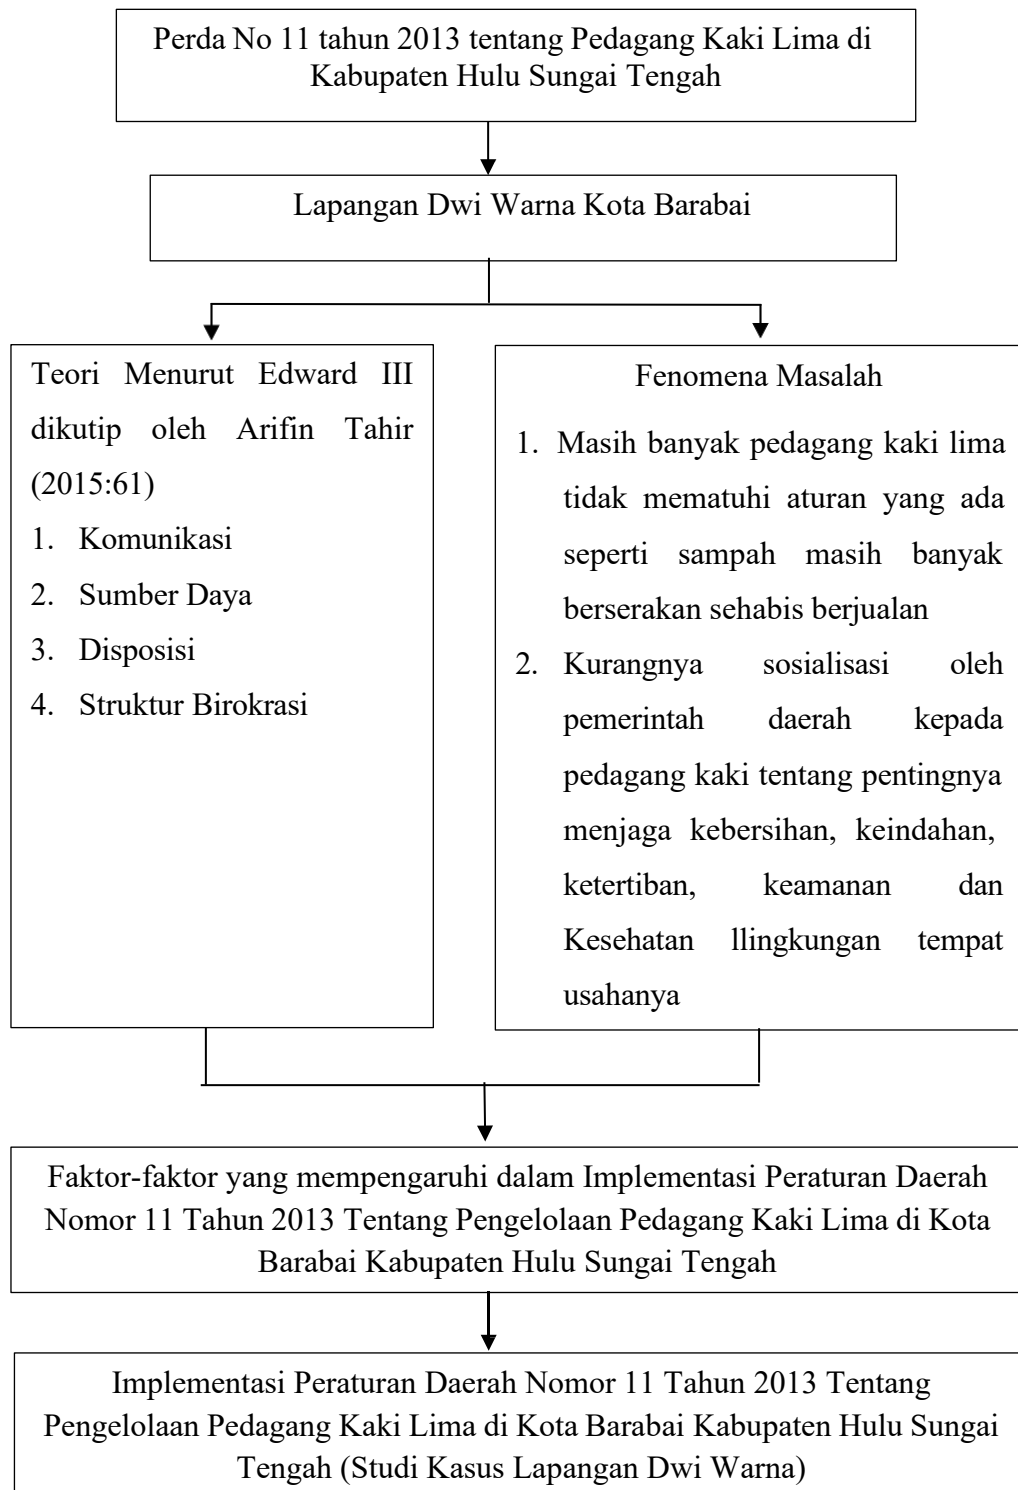 Perda No 11 tahun 2013 tentang Pedagang Kaki Lima di
Kabupaten Hulu Sungai Tengah
Lapangan Dwi Warna Kota Barabai
Teori Menurut Edward III
dikutip oleh Arifin Tahir
(2015:61)
1. Komunikasi
2. Sumber Daya
3. Disposisi
4. Struktur Birokrasi
Fenomena Masalah
1. Masih banyak pedagang kaki lima
tidak mematuhi aturan yang ada
seperti sampah masih banyak
berserakan sehabis berjualan
2. Kurangnya sosialisasi oleh
pemerintah daerah kepada
pedagang kaki tentang pentingnya
menjaga kebersihan, keindahan,
ketertiban, keamanan dan
Kesehatan llingkungan tempat
usahanya
Faktor-faktor yang mempengaruhi dalam Implementasi Peraturan Daerah
Nomor 11 Tahun 2013 Tentang Pengelolaan Pedagang Kaki Lima di Kota
Barabai Kabupaten Hulu Sungai Tengah
Implementasi Peraturan Daerah Nomor 11 Tahun 2013 Tentang
Pengelolaan Pedagang Kaki Lima di Kota Barabai Kabupaten Hulu Sungai
Tengah (Studi Kasus Lapangan Dwi Warna)